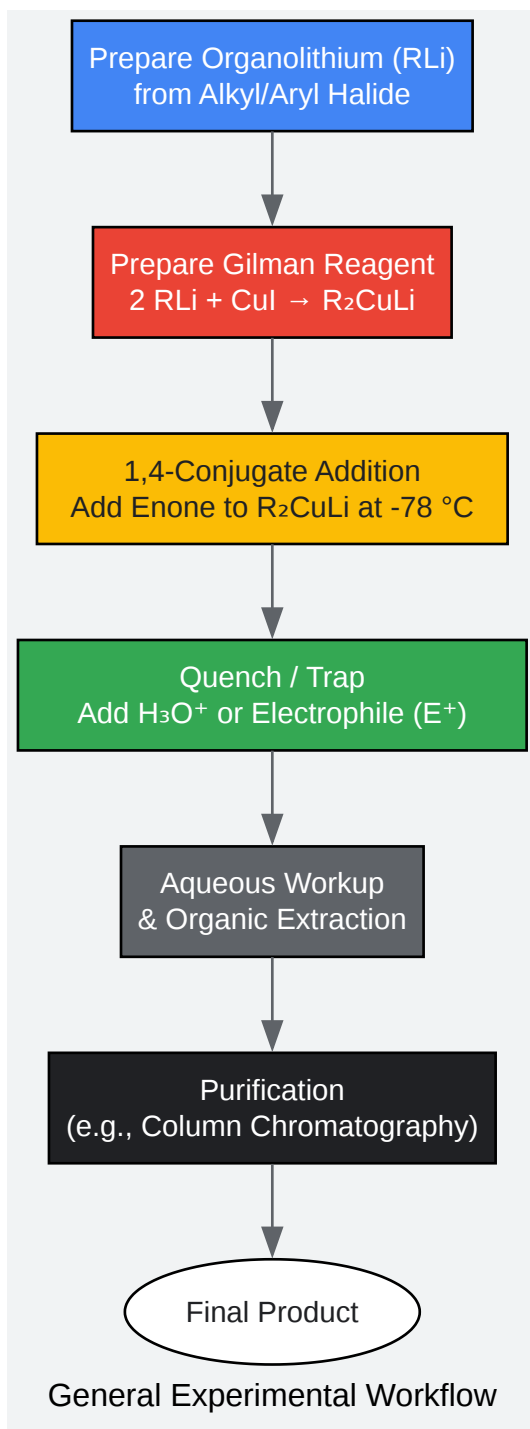 Prepare Organolithium (RLi)
from Alkyl/Aryl Halide
Prepare Gilman Reagent
2 RLi + CuI → R₂CuLi
1,4-Conjugate Addition
Add Enone to R₂CuLi at -78 °C
Quench / Trap
Add H₃O⁺ or Electrophile (E⁺)
Aqueous Workup
& Organic Extraction
Purification
(e.g., Column Chromatography)
Final Product
General Experimental Workflow